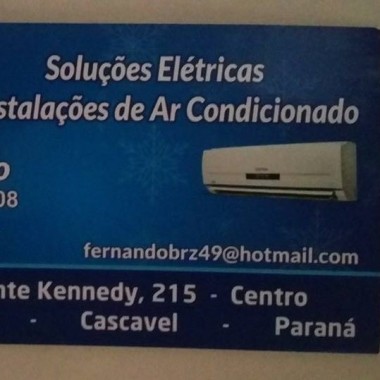 Soluções Elétricas
stalações de Ar Condicionado
o
08
fernandobrz49@hotmail.com
nte Kennedy, 215 - Centro
- Cascavel - Paraná